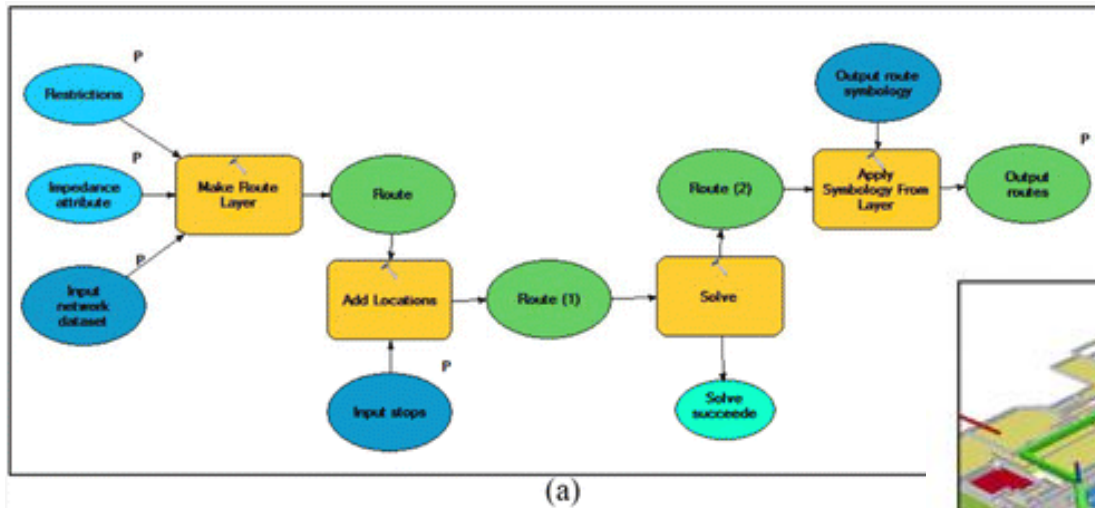 P
Restrictions
P
Impedance
attribute
P
Input
network
dataset
Make Route
Layer
Route
Add Locations
P
Input stops
Route (1)
Solve
Solve
succeede
Route (2)
Output route
symbology
Apply
Symbology From
Layer
P
Output
routes
(a)